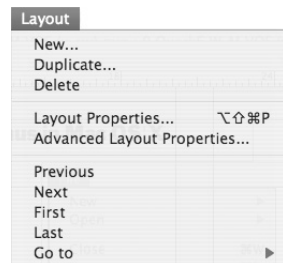 Layout
New...
Duplicate...
Delete
Layout Properties... ⌥⇧⌘P
Advanced Layout Properties...
Previous
Next
First
Last
Go to ▶